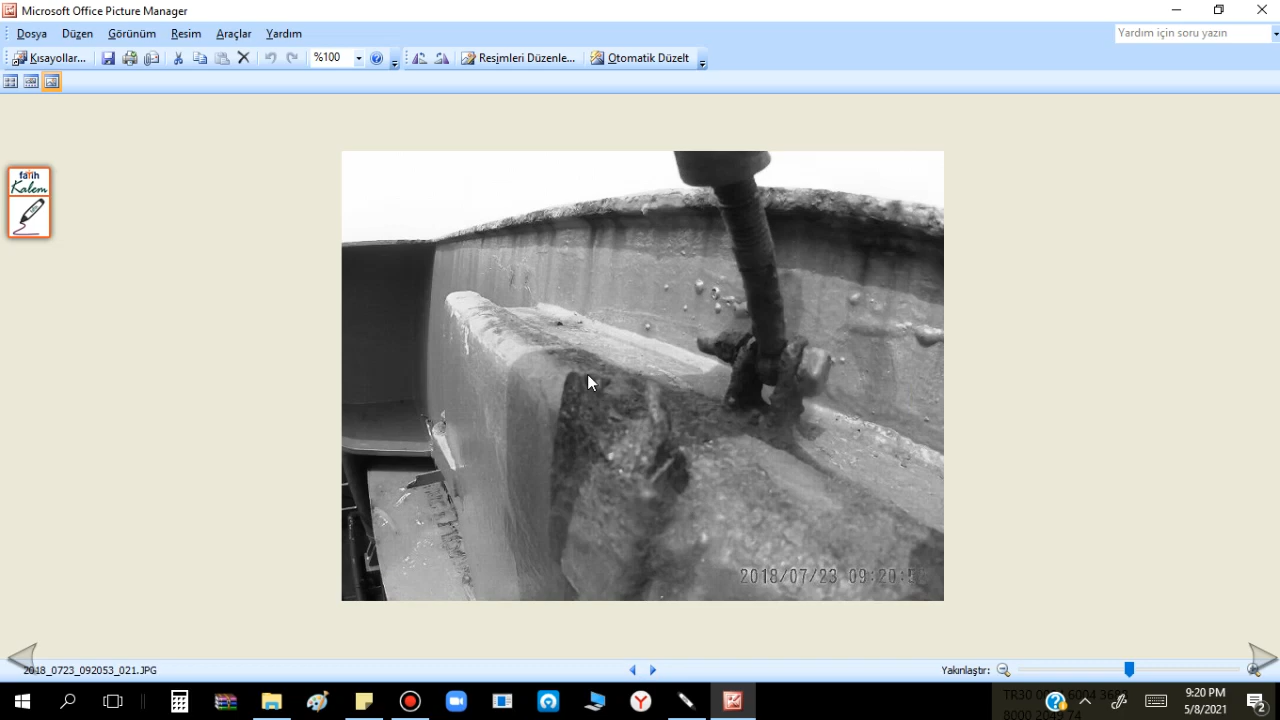 Microsoft Office Picture Manager
Dosya Düzen Görünüm Resim Araçlar Yardım
Yardım için soru yazın
Kısayollar... %100 Resimleri Düzenle... Otomatik Düzelt
fatih
Kalem
2018/07/23 09:20:5
2018_0723_092053_021.JPG
Yakınlaştır:
9:20 PM
5/8/2021
2